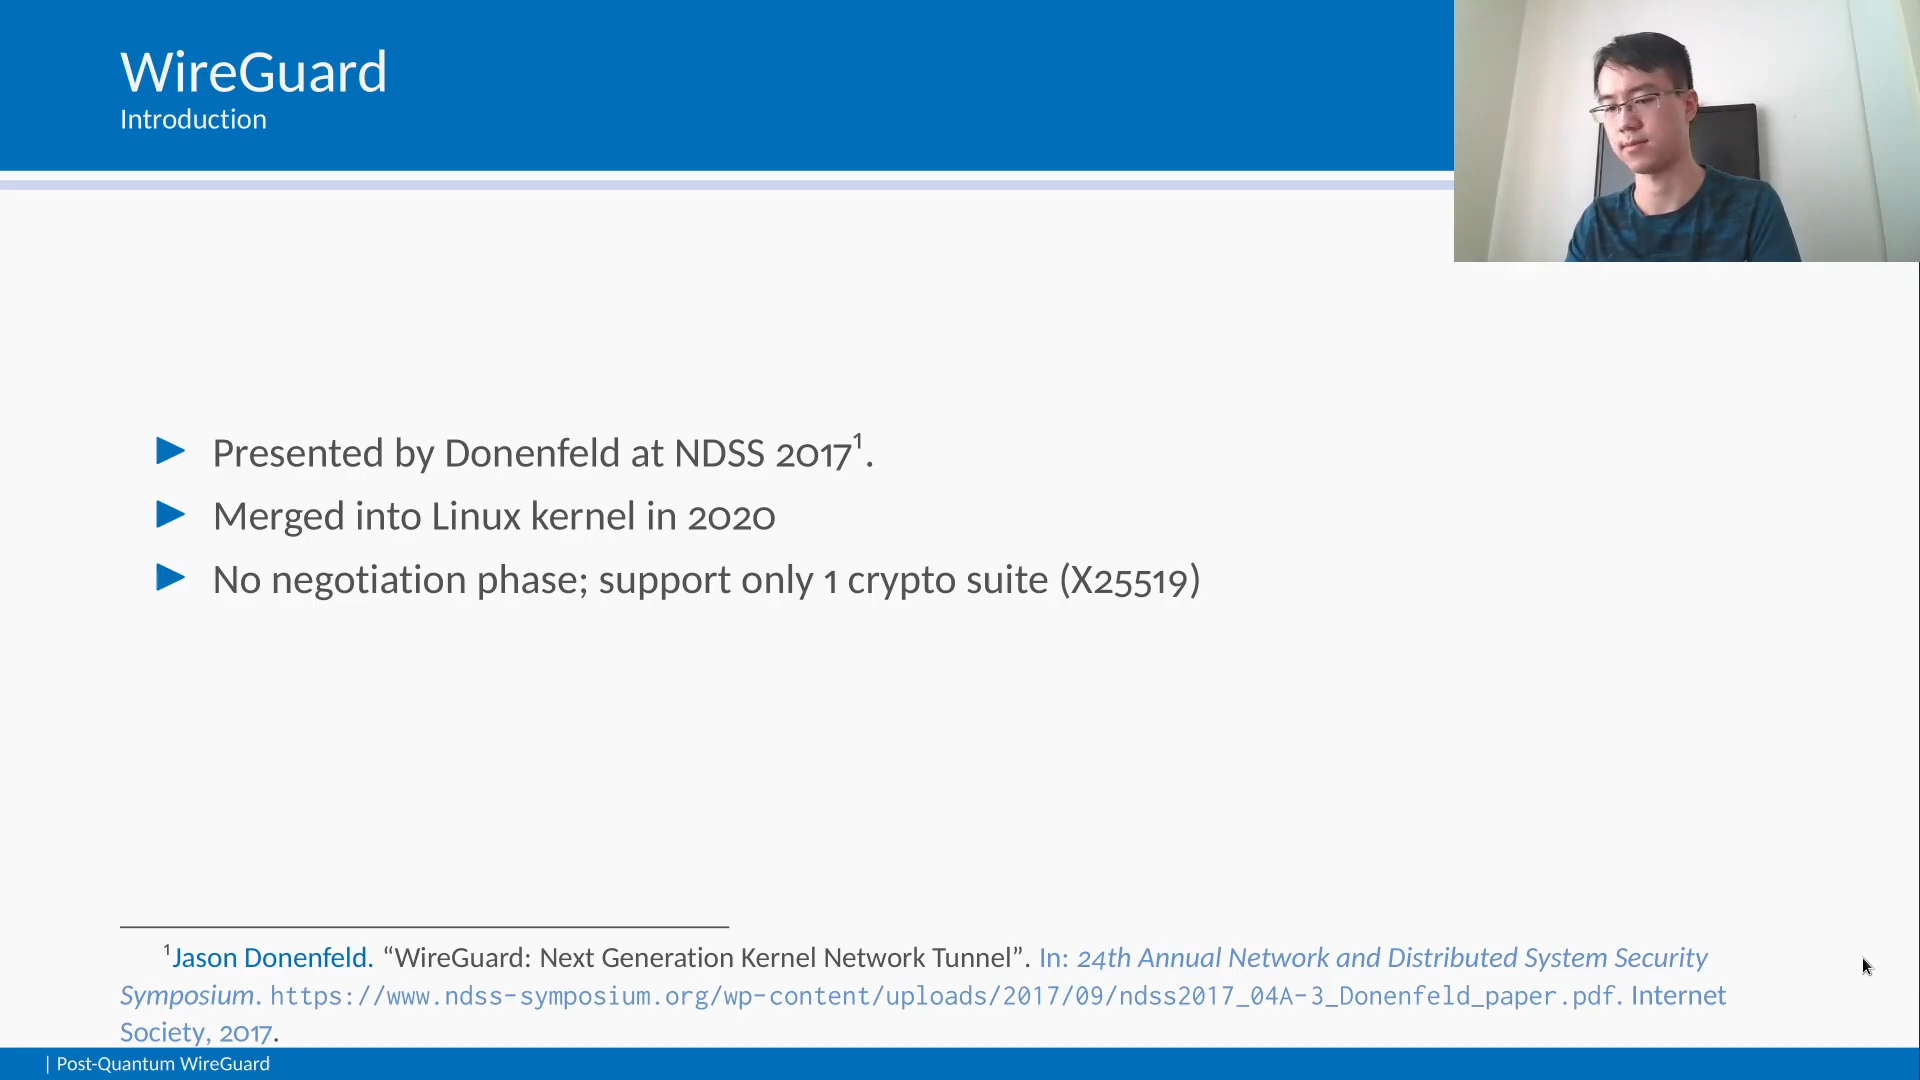 WireGuard
Introduction
Presented by Donenfeld at NDSS 2017¹.
Merged into Linux kernel in 2020
No negotiation phase; support only 1 crypto suite (X25519)
¹Jason Donenfeld. “WireGuard: Next Generation Kernel Network Tunnel”. In: 24th Annual Network and Distributed System Security
Symposium. https://www.ndss-symposium.org/wp-content/uploads/2017/09/ndss2017_04A-3_Donenfeld_paper.pdf. Internet
Society, 2017.
| Post-Quantum WireGuard